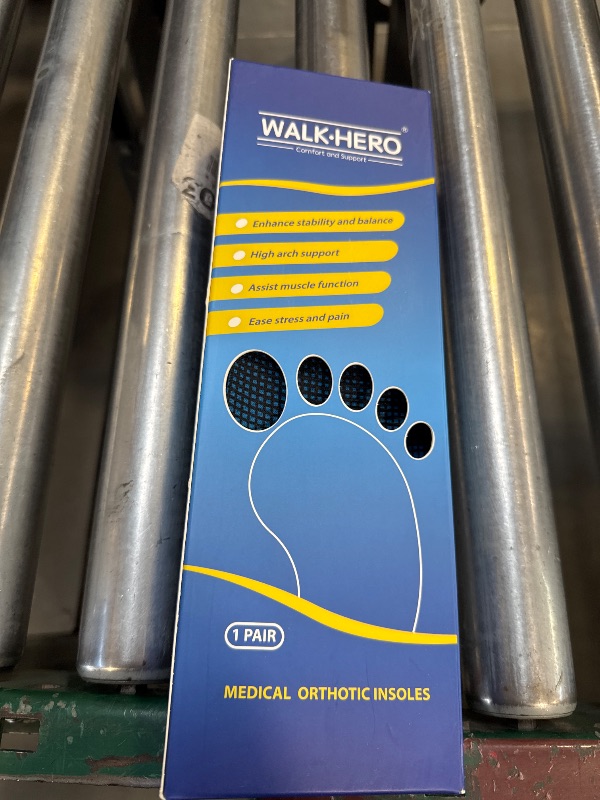 WALK·HERO®
Comfort and Support
Enhance stability and balance
High arch support
Assist muscle function
Ease stress and pain
1 PAIR
MEDICAL ORTHOTIC INSOLES